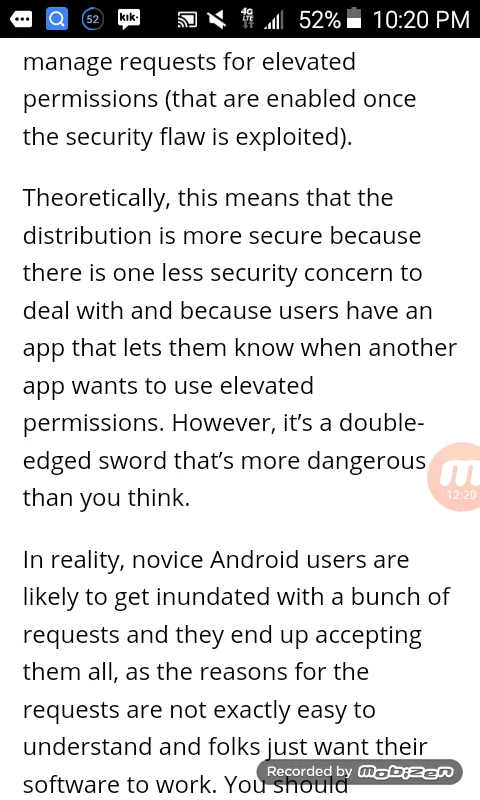 52 kik· 4G LTE 52% 10:20 PM
manage requests for elevated
permissions (that are enabled once
the security flaw is exploited).
Theoretically, this means that the
distribution is more secure because
there is one less security concern to
deal with and because users have an
app that lets them know when another
app wants to use elevated
permissions. However, it’s a double-
edged sword that’s more dangerous
than you think.
m
12:20
In reality, novice Android users are
likely to get inundated with a bunch of
requests and they end up accepting
them all, as the reasons for the
requests are not exactly easy to
understand and folks just want their
software to work. You should
Recorded by mobizen